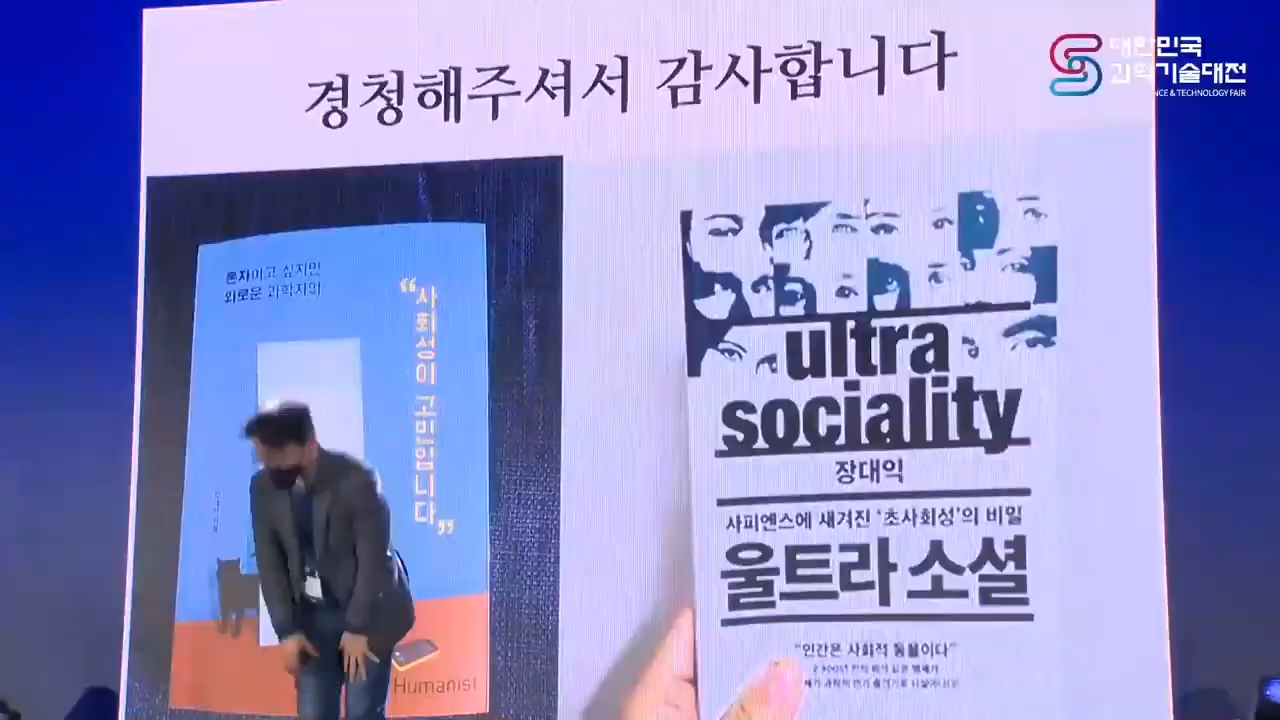 경청해주셔서 감사합니다
대한민국
과학기술대전
& TECHNOLOGY FAIR
혼자이고 싶지만
외로운 과학자의
“사회성이 고민입니다”
Humanist
ultra
sociality
장대익
사피엔스에 새겨진 '초사회성'의 비밀
울트라 소셜
"인간은 사회적 동물이다"